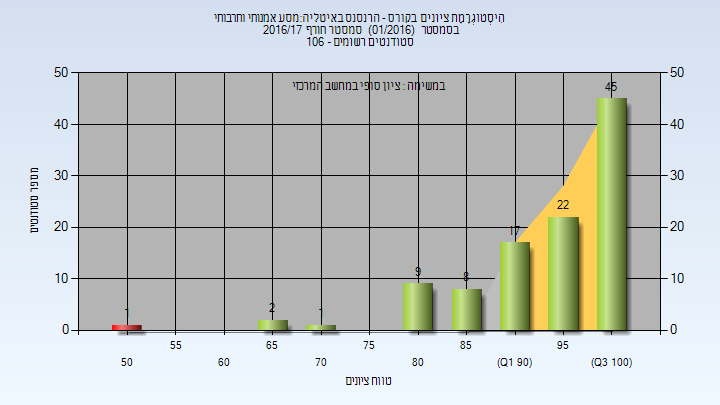 הִיסְטוֹגְרָמַת ציונים בקורס - הרנסנס באיטליה:מסע אמנותי ותרבותי
בסמסטר (01/2016) סמסטר חורף 2016/17
סטודנטים רשומים - 106
במשימה : ציון סופי במחשב המרכזי
מספר סטודנטים
50 50
40 40
30 30
20 20
10 10
0 0
1 2 1 9 8 17 22 45
55 65 75 85 95
50 60 70 80 (Q1 90) (Q3 100)
טווח ציונים